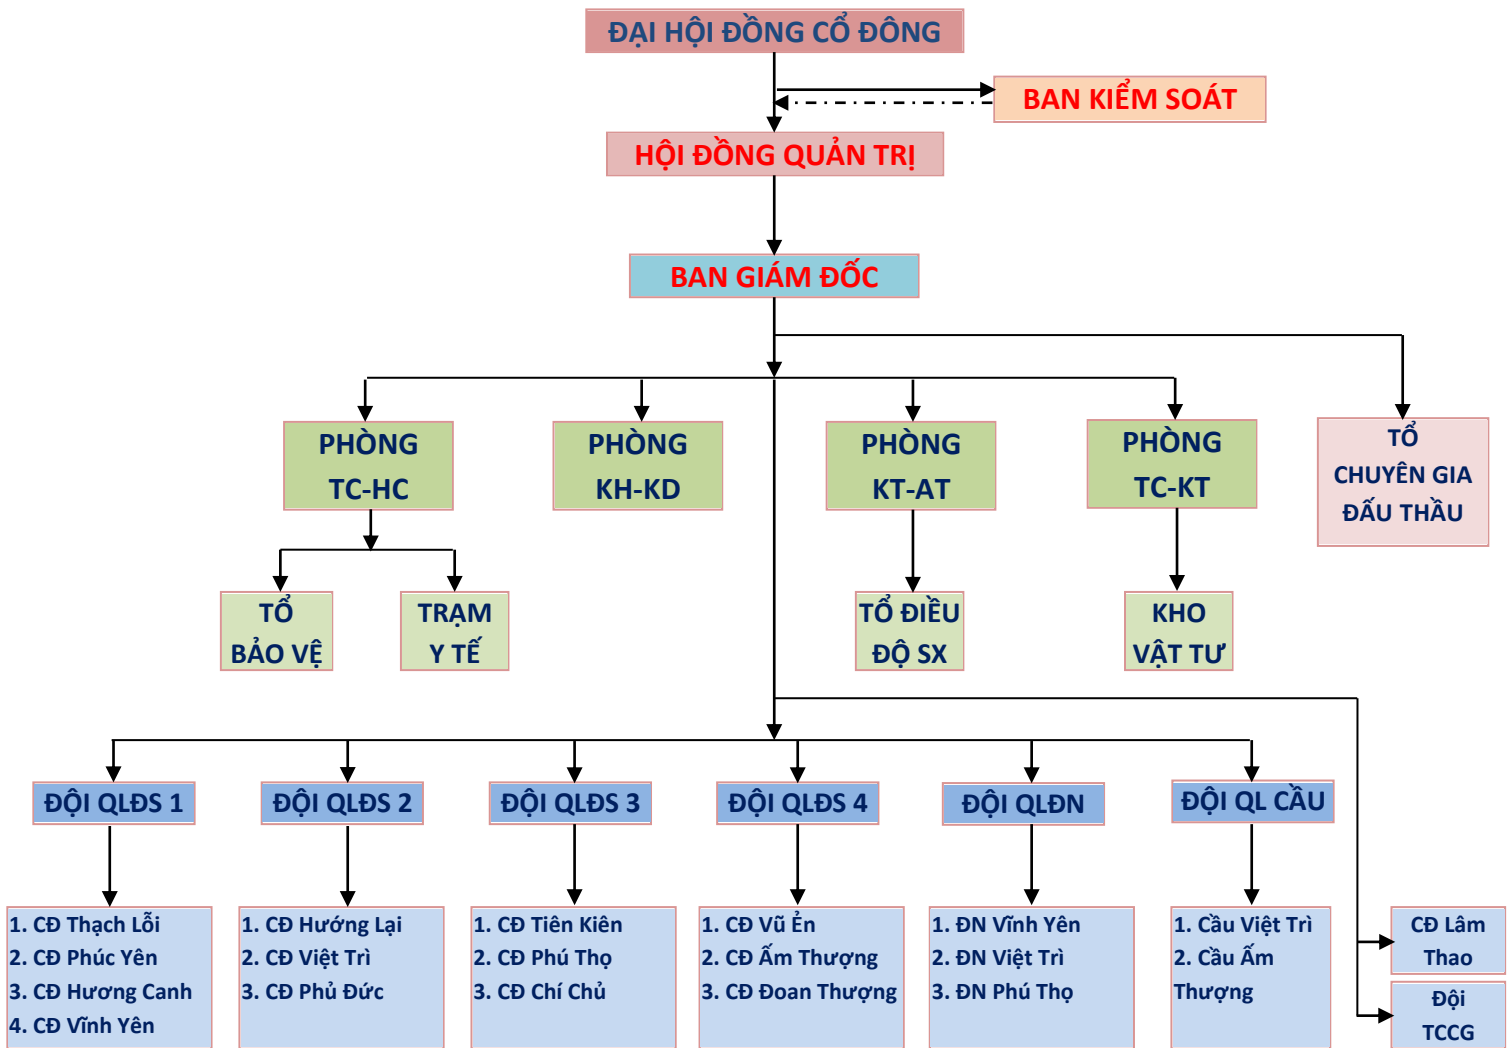 ĐẠI HỘI ĐỒNG CỔ ĐÔNG
BAN KIỂM SOÁT
HỘI ĐỒNG QUẢN TRỊ
BAN GIÁM ĐỐC
PHÒNG
TC-HC
PHÒNG
KH-KD
PHÒNG
KT-AT
PHÒNG
TC-KT
TỔ
CHUYÊN GIA
ĐẤU THẦU
TỔ
BẢO VỆ
TRẠM
Y TẾ
TỔ ĐIỀU
ĐỘ SX
KHO
VẬT TƯ
ĐỘI QLĐS 1
ĐỘI QLĐS 2
ĐỘI QLĐS 3
ĐỘI QLĐS 4
ĐỘI QLĐN
ĐỘI QL CẦU
1. CĐ Thạch Lỗi
2. CĐ Phúc Yên
3. CĐ Hương Canh
4. CĐ Vĩnh Yên
1. CĐ Hướng Lại
2. CĐ Việt Trì
3. CĐ Phủ Đức
1. CĐ Tiên Kiên
2. CĐ Phú Thọ
3. CĐ Chí Chủ
1. CĐ Vũ Ẻn
2. CĐ Ấm Thượng
3. CĐ Đoan Thượng
1. ĐN Vĩnh Yên
2. ĐN Việt Trì
3. ĐN Phú Thọ
1. Cầu Việt Trì
2. Cầu Ấm
Thượng
CĐ Lâm
Thao
Đội
TCCG